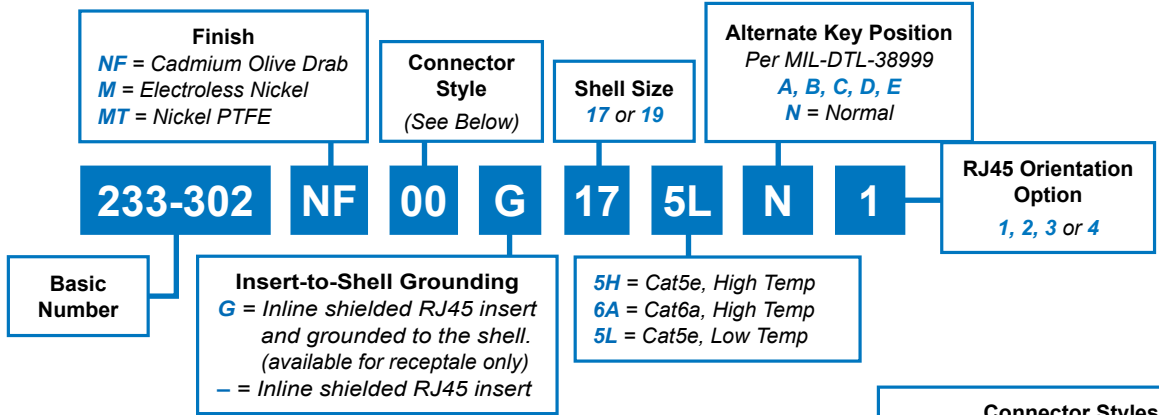 Finish
NF = Cadmium Olive Drab
M = Electroless Nickel
MT = Nickel PTFE
Connector
Style
(See Below)
Shell Size
17 or 19
Alternate Key Position
Per MIL-DTL-38999
A, B, C, D, E
N = Normal
RJ45 Orientation
Option
1, 2, 3 or 4
233-302 NF 00 G 17 5L N 1
Basic
Number
Insert-to-Shell Grounding
G = Inline shielded RJ45 insert
and grounded to the shell.
(available for receptale only)
– = Inline shielded RJ45 insert
5H = Cat5e, High Temp
6A = Cat6a, High Temp
5L = Cat5e, Low Temp
Connector Styles